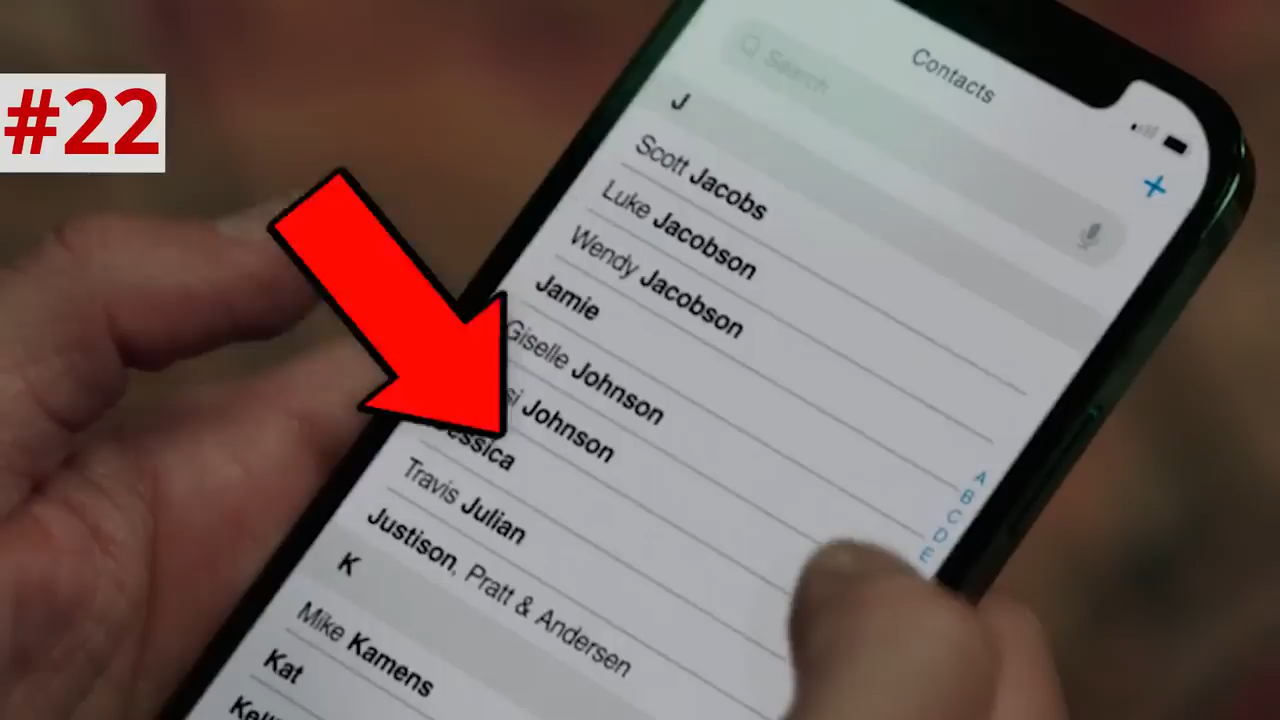 #22
Contacts
Search
J
Scott Jacobs
Luke Jacobson
Wendy Jacobson
Jamie
Giselle Johnson
Johnson
Travis Julian
Justison, Pratt & Andersen
K
Mike Kamens
Kat
A
B
C
D
E